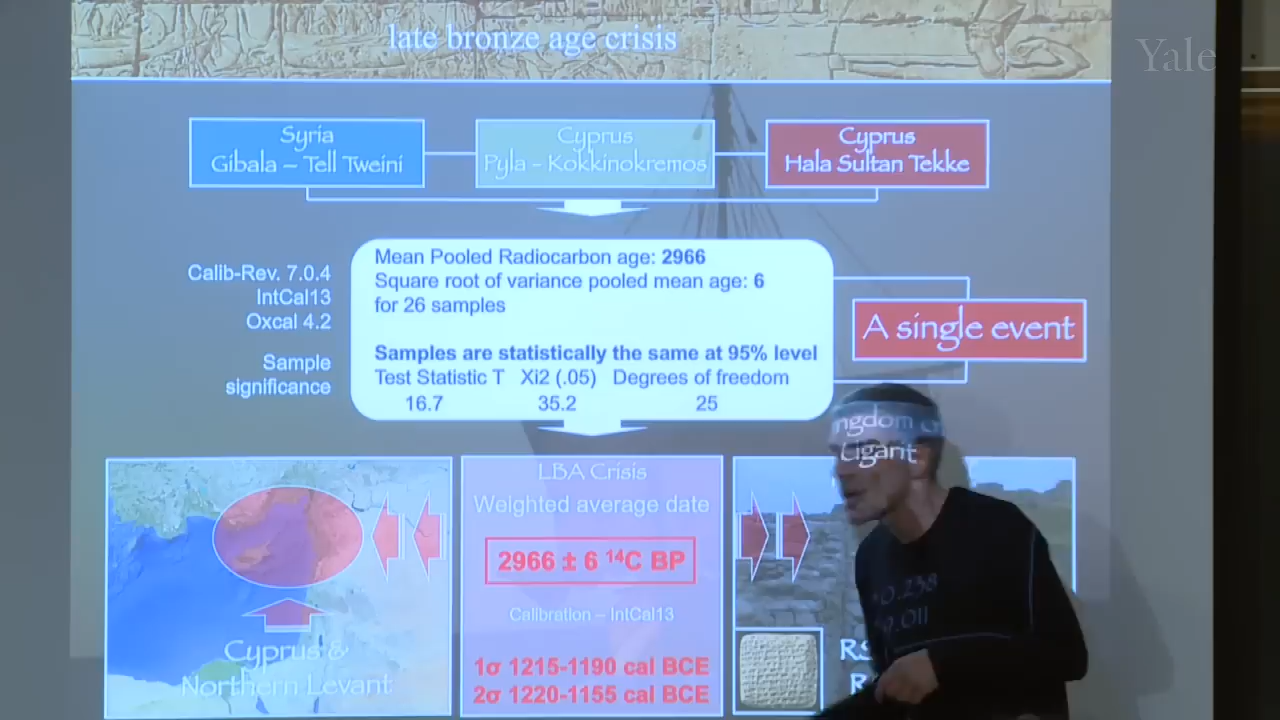 late bronze age crisis
Yale
Syria
Gibala – Tell Tweini
Cyprus
Pyla - Kokkinokremos
Cyprus
Hala Sultan Tekke
Calib-Rev. 7.0.4
IntCal13
Oxcal 4.2
Sample
significance
Mean Pooled Radiocarbon age: 2966
Square root of variance pooled mean age: 6
for 26 samples
Samples are statistically the same at 95% level
Test Statistic T Xi2 (.05) Degrees of freedom
16.7 35.2 25
A single event
Cyprus &
Northern Levant
LBA Crisis
Weighted average date
2966 ± 6 ¹⁴C BP
Calibration – IntCal13
1σ 1215-1190 cal BCE
2σ 1220-1155 cal BCE
ngdom
Ugarit
RS